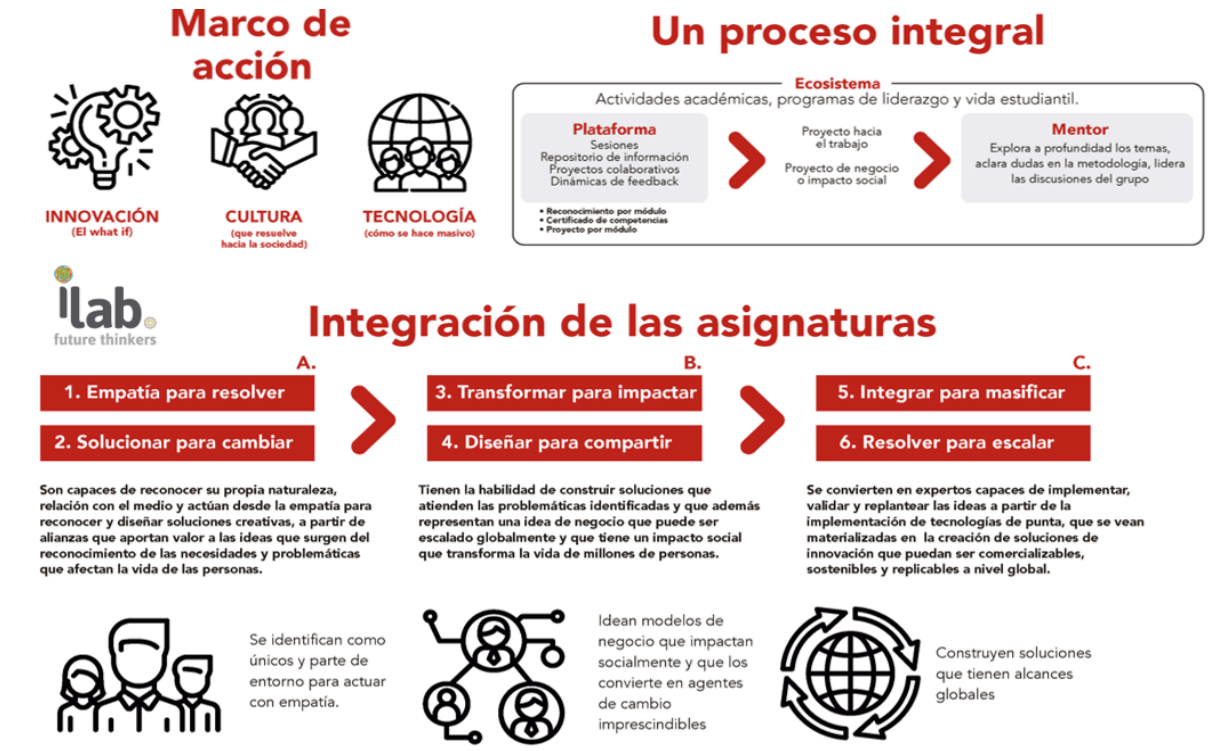 Marco de
acción
INNOVACIÓN
(El what if)
CULTURA
(que resuelve
hacia la sociedad)
TECNOLOGÍA
(cómo se hace masivo)
Un proceso integral
Ecosistema
Actividades académicas, programas de liderazgo y vida estudiantil.
Plataforma
Sesiones
Repositorio de información
Proyectos colaborativos
Dinámicas de feedback
• Reconocimiento por módulo
• Certificado de competencias
• Proyecto por módulo
Proyecto hacia
el trabajo
Proyecto de negocio
o impacto social
Mentor
Explora a profundidad los temas,
aclara dudas en la metodología, lidera
las discusiones del grupo
ilab.
future thinkers
Integración de las asignaturas
A.
1. Empatía para resolver
2. Solucionar para cambiar
Son capaces de reconocer su propia naturaleza,
relación con el medio y actúan desde la empatía para
reconocer y diseñar soluciones creativas, a partir de
alianzas que aportan valor a las ideas que surgen del
reconocimiento de las necesidades y problemáticas
que afectan la vida de las personas.
Se identifican como
únicos y parte de
entorno para actuar
con empatía.
B.
3. Transformar para impactar
4. Diseñar para compartir
Tienen la habilidad de construir soluciones que
atienden las problemáticas identificadas y que además
representan una idea de negocio que puede ser
escalado globalmente y que tiene un impacto social
que transforma la vida de millones de personas.
Idean modelos de
negocio que impactan
socialmente y que los
convierte en agentes
de cambio
imprescindibles
C.
5. Integrar para masificar
6. Resolver para escalar
Se convierten en expertos capaces de implementar,
validar y replantear las ideas a partir de la
implementación de tecnologías de punta, que se vean
materializadas en la creación de soluciones de
innovación que puedan ser comercializables,
sostenibles y replicables a nivel global.
Construyen soluciones
que tienen alcances
globales